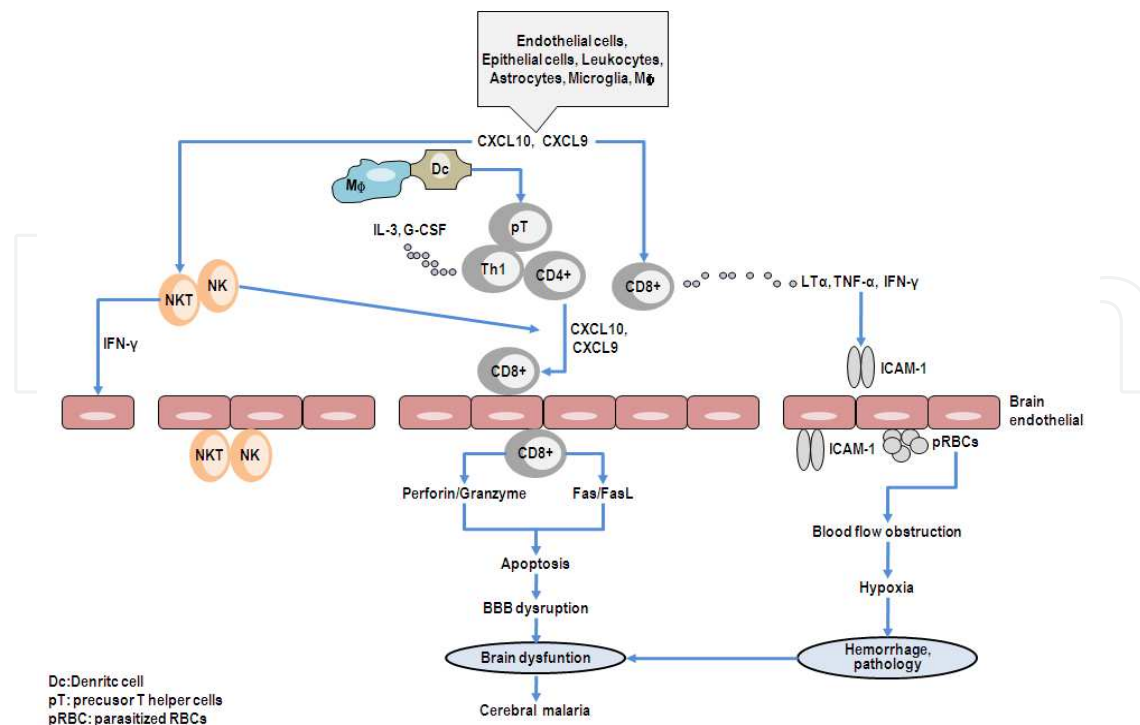 Endothelial cells,
Epithelial cells, Leukocytes,
Astrocytes, Microglia, MΦ
CXCL10, CXCL9
Dc
MΦ
pT
IL-3, G-CSF
Th1
CD4+
CD8+
LTα, TNF-α, IFN-γ
NKT
NK
IFN-γ
CXCL10,
CXCL9
CD8+
ICAM-1
Brain
endothelial
NKT
NK
CD8+
ICAM-1
pRBCs
Perforin/Granzyme
Fas/FasL
Blood flow obstruction
Apoptosis
Hypoxia
BBB dysruption
Brain dysfuntion
Hemorrhage,
pathology
Cerebral malaria
Dc:Denritc cell
pT: precusor T helper cells
pRBC: parasitized RBCs